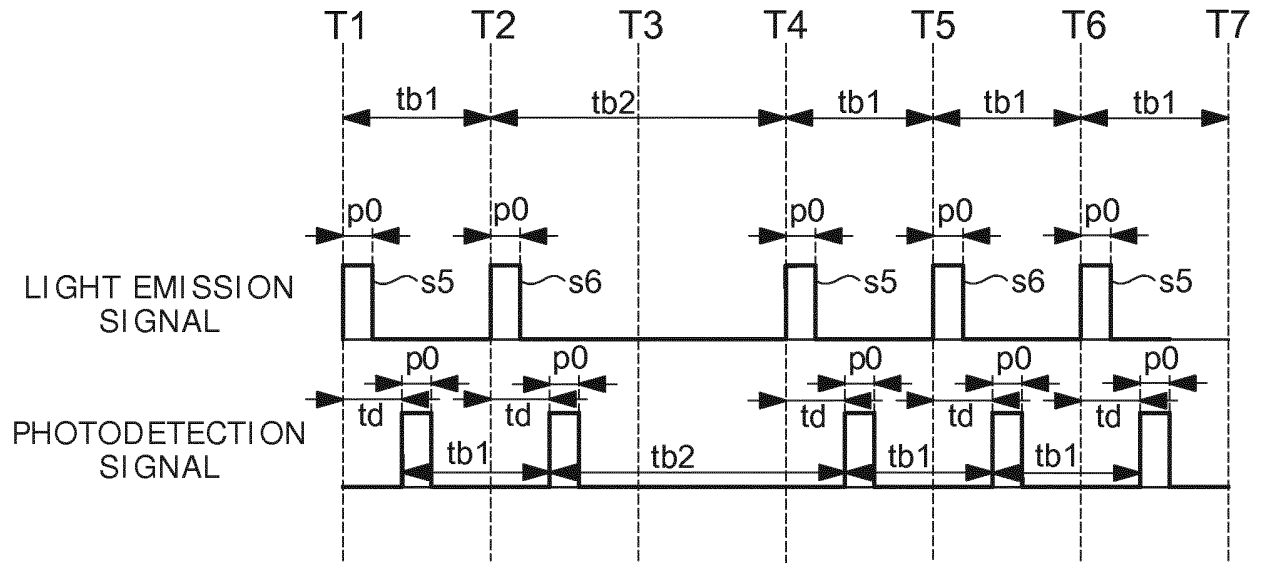 T1 T2 T3 T4 T5 T6 T7
tb1 tb2 tb1 tb1 tb1
p0 p0 p0 p0 p0
LIGHT EMISSION
SIGNAL
s5 s6 s5 s6 s5
p0 p0 p0 p0 p0
td td td td td
PHOTODETECTION
SIGNAL
tb1 tb2 tb1 tb1